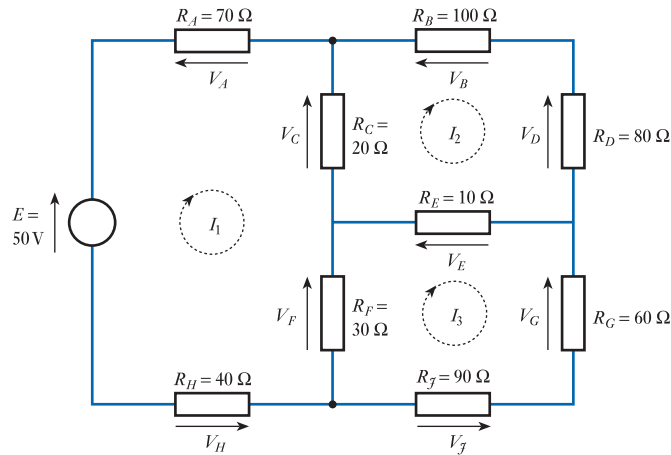 R_A = 70 Ω
R_B = 100 Ω
V_A
V_B
V_C
R_C =
20 Ω
I_2
V_D
R_D = 80 Ω
E =
50 V
I_1
R_E = 10 Ω
V_E
V_F
R_F =
30 Ω
I_3
V_G
R_G = 60 Ω
R_H = 40 Ω
R_J = 90 Ω
V_H
V_J